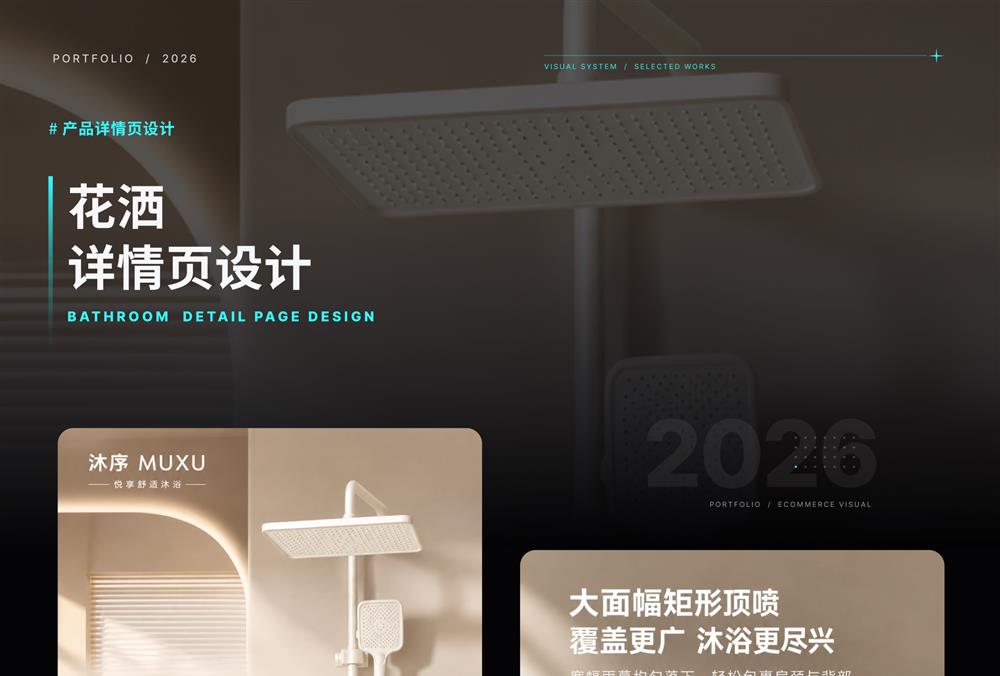 PORTFOLIO / 2026
VISUAL SYSTEM / SELECTED WORKS
# 产品详情页设计
花洒
详情页设计
BATHROOM DETAIL PAGE DESIGN
2026
PORTFOLIO / ECOMMERCE VISUAL
沐序 MUXU
悦享舒适沐浴
大面幅矩形顶喷
覆盖更广 沐浴更尽兴